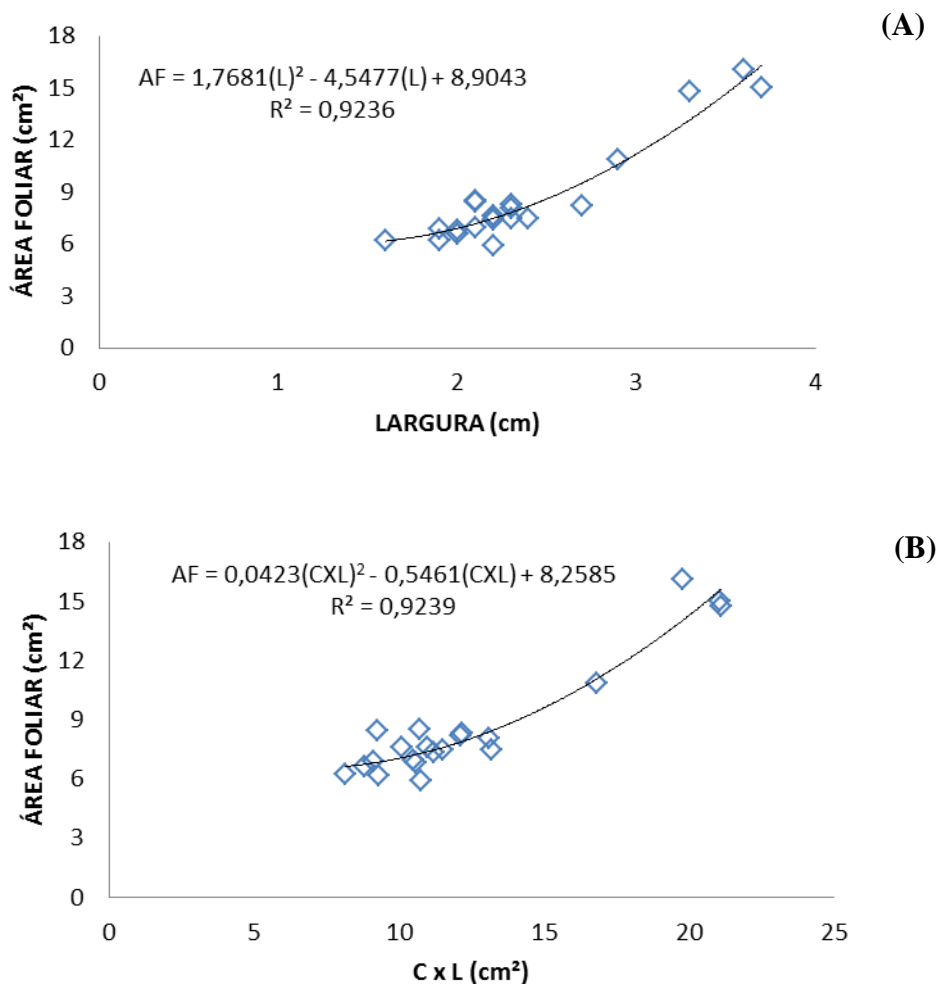 (A)
AF = 1,7681(L)² - 4,5477(L) + 8,9043
R² = 0,9236
ÁREA FOLIAR (cm²)
18
15
12
9
6
3
0
0 1 2 3 4
LARGURA (cm)
(B)
AF = 0,0423(CXL)² - 0,5461(CXL) + 8,2585
R² = 0,9239
ÁREA FOLIAR (cm²)
18
15
12
9
6
3
0
0 5 10 15 20 25
C x L (cm²)